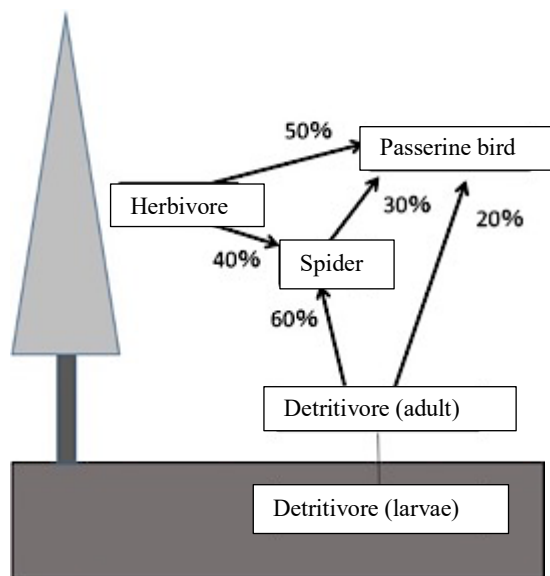 50%
Passerine bird
Herbivore
30%
20%
40%
Spider
60%
Detritivore (adult)
Detritivore (larvae)